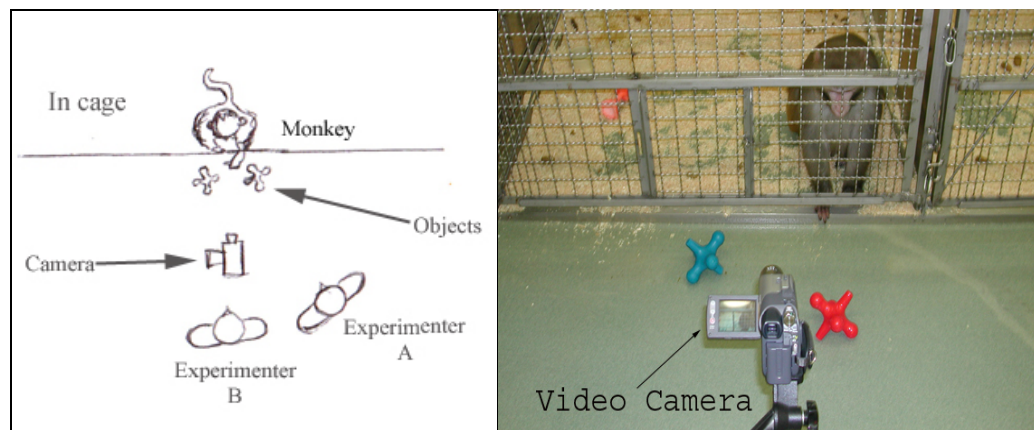 In cage
Monkey
Objects
Camera
Experimenter
A
Experimenter
B
Video Camera